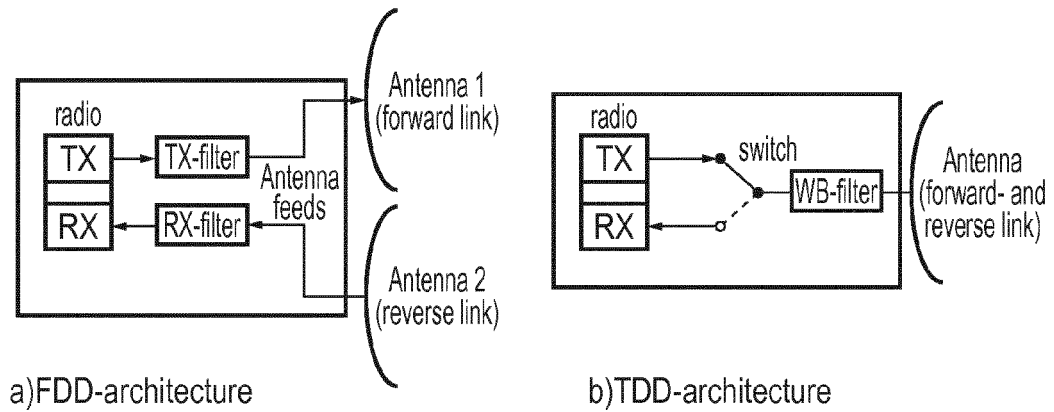 radio
TX
TX-filter
RX
RX-filter
Antenna
feeds
Antenna 1
(forward link)
Antenna 2
(reverse link)
a)FDD-architecture
radio
TX
RX
switch
WB-filter
Antenna
(forward- and
reverse link)
b)TDD-architecture